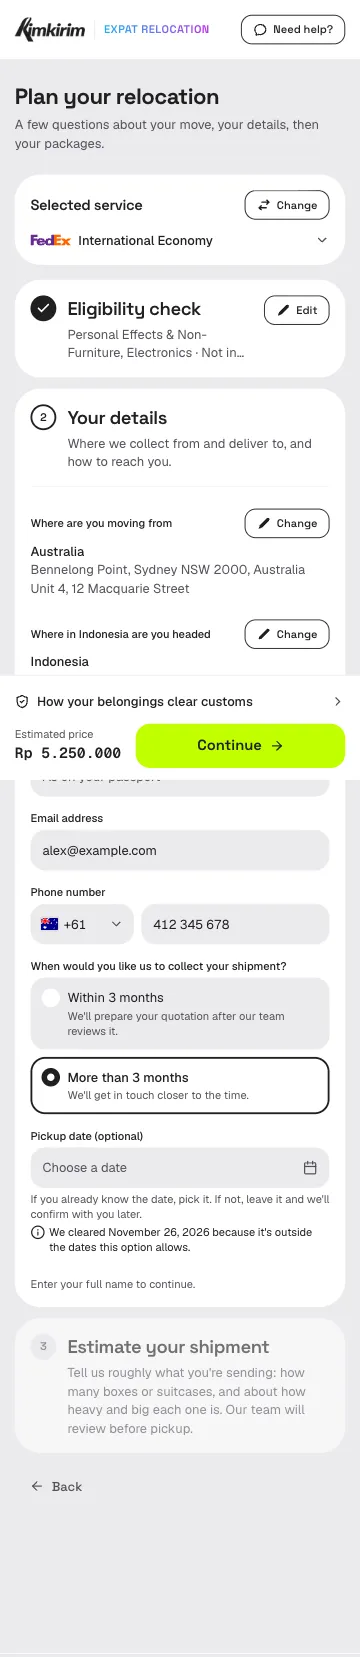 Kimkirim
EXPAT RELOCATION
Need help?
Plan your relocation
A few questions about your move, your details, then
your packages.
Selected service
Change
FedEx International Economy
Eligibility check
Edit
Personal Effects & Non-
Furniture, Electronics · Not in...
2 Your details
Where we collect from and deliver to, and
how to reach you.
Where are you moving from
Change
Australia
Bennelong Point, Sydney NSW 2000, Australia
Unit 4, 12 Macquarie Street
Where in Indonesia are you headed
Change
Indonesia
How your belongings clear customs
Estimated price
Rp 5.250.000
Continue
As on your passport
Email address
alex@example.com
Phone number
+61
412 345 678
When would you like us to collect your shipment?
Within 3 months
We'll prepare your quotation after our team
reviews it.
More than 3 months
We'll get in touch closer to the time.
Pickup date (optional)
Choose a date
If you already know the date, pick it. If not, leave it and we'll
confirm with you later.
We cleared November 26, 2026 because it's outside
the dates this option allows.
Enter your full name to continue.
3 Estimate your shipment
Tell us roughly what you're sending: how
many boxes or suitcases, and about how
heavy and big each one is. Our team will
review before pickup.
Back